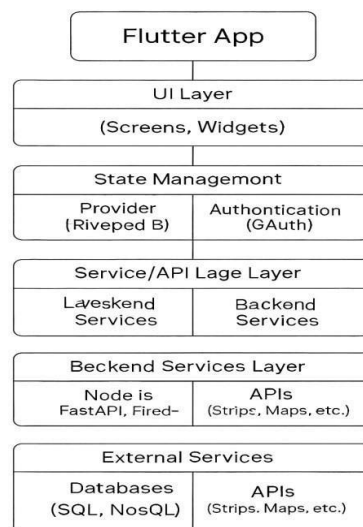 Flutter App
UI Layer
(Screens, Widgets)
State Management
Provider
(Riveped B)
Authontication
(GAuth)
Service/API Lage Layer
Laveskend
Services
Backend
Services
Beckend Services Layer
Node is
FastAPI, Fired-
APIs
(Strips, Maps, etc.)
External Services
Databases
(SQL, NosQL)
APIs
(Strips. Maps, etc.)